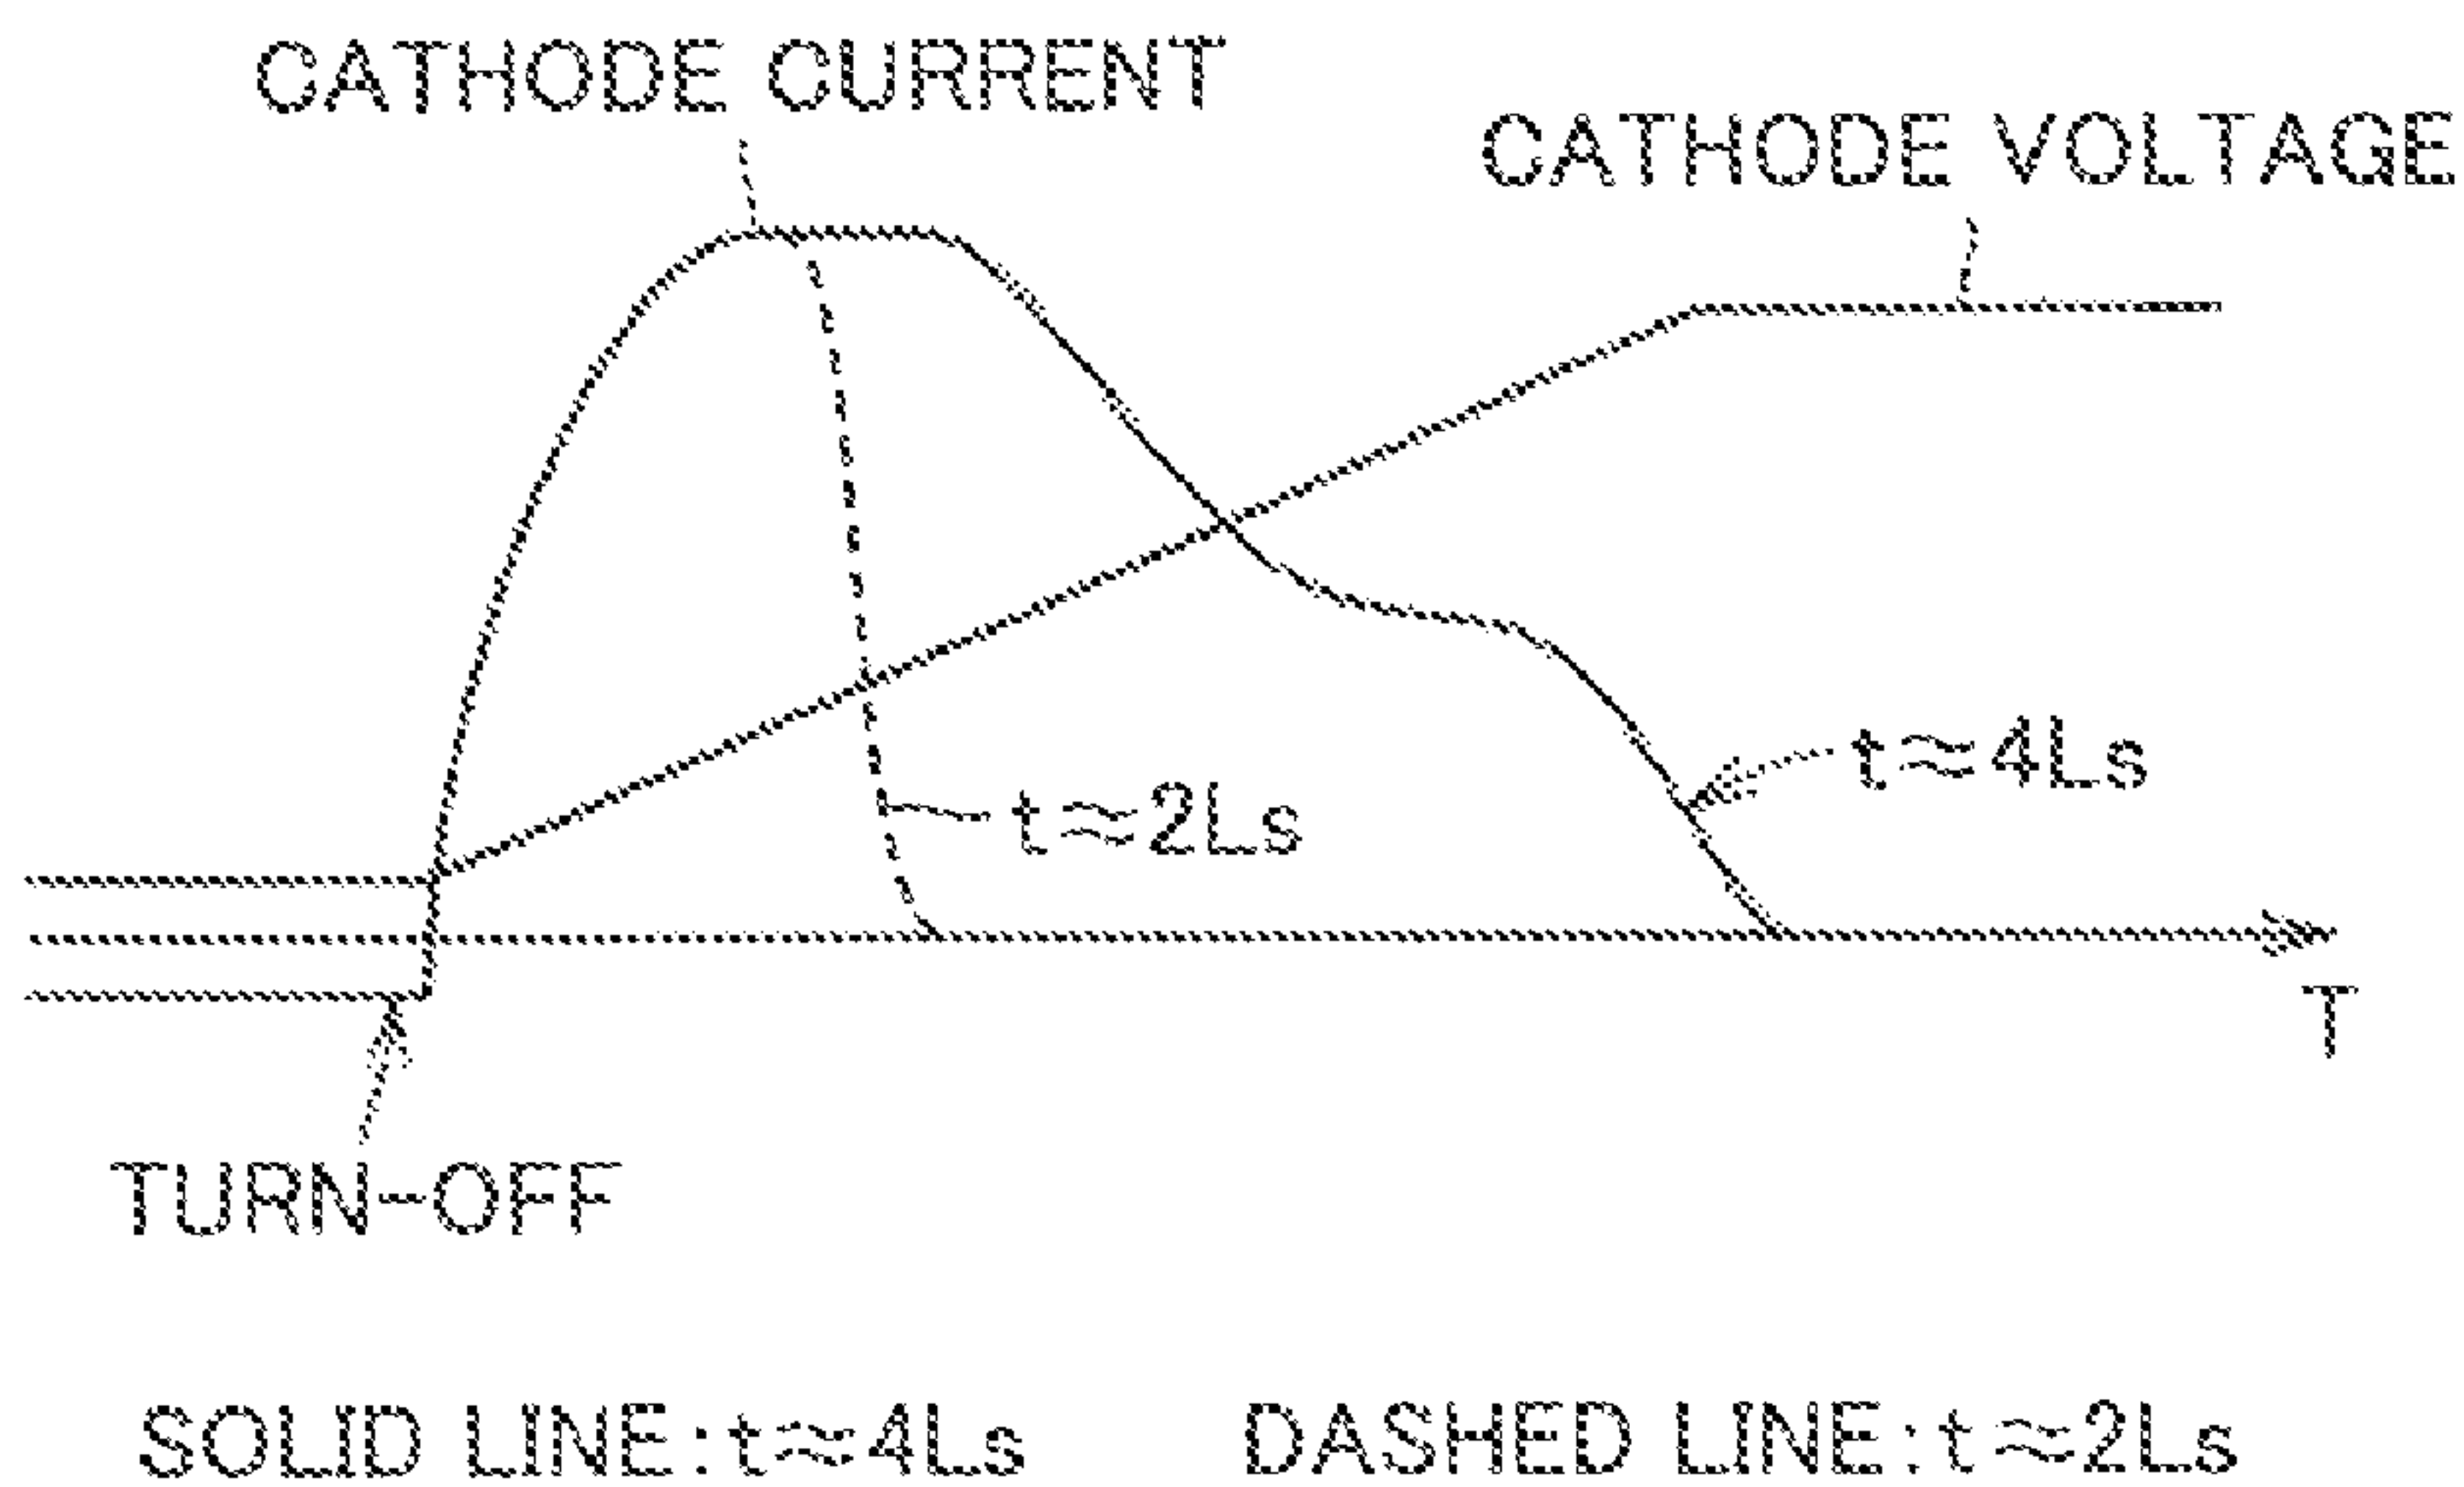 CATHODE CURRENT
CATHODE VOLTAGE
t≈4Ls
t≈2Ls
T
TURN-OFF
SOLID LINE:t≈4Ls DASHED LINE:t≈2Ls